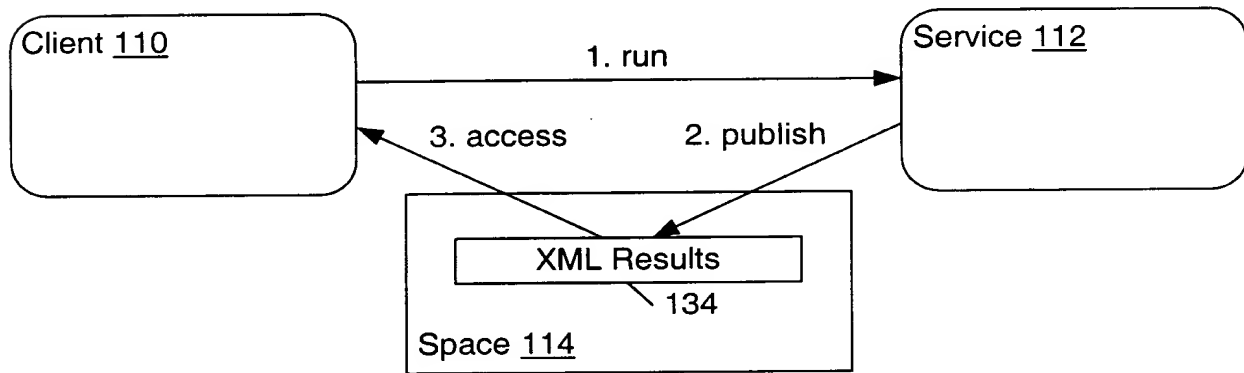 Client 110
Service 112
1. run
3. access
2. publish
XML Results
134
Space 114